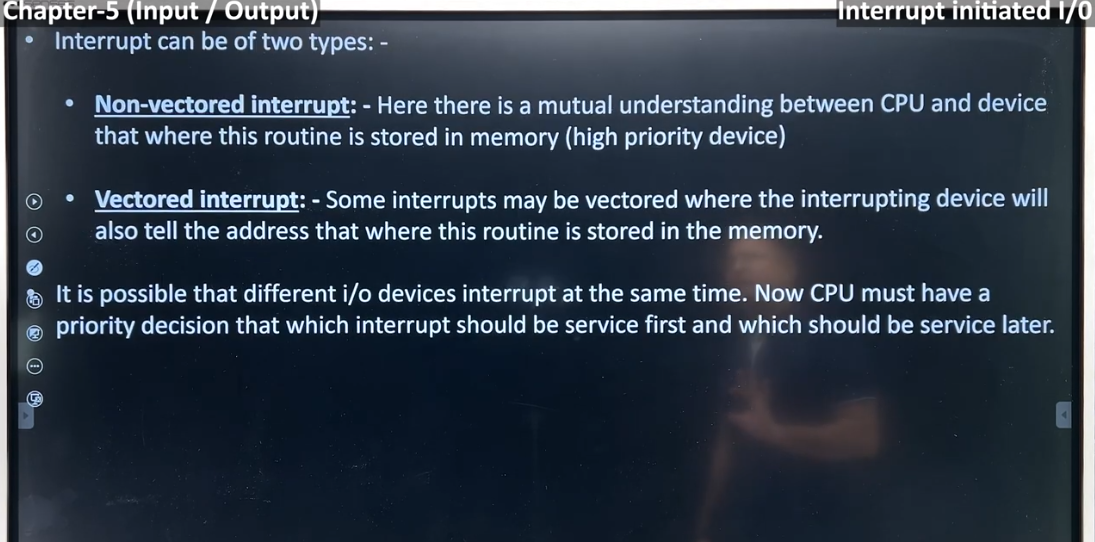 Chapter-5 (Input / Output)
Interrupt initiated I/0
• Interrupt can be of two types: -
• Non-vectored interrupt: - Here there is a mutual understanding between CPU and device
that where this routine is stored in memory (high priority device)
• Vectored interrupt: - Some interrupts may be vectored where the interrupting device will
also tell the address that where this routine is stored in the memory.
• It is possible that different i/o devices interrupt at the same time. Now CPU must have a
priority decision that which interrupt should be service first and which should be service later.